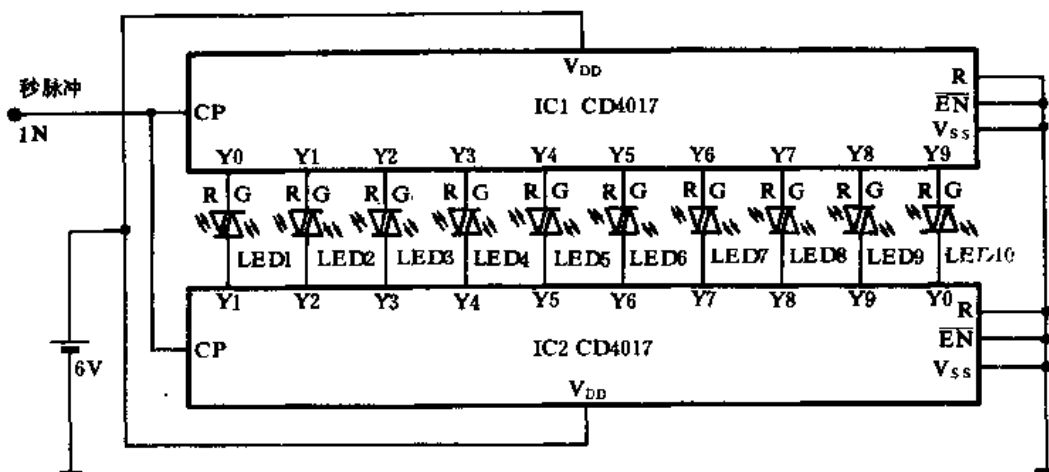 V_DD
秒脉冲
1N
CP
IC1 CD4017
R
E̅N̅
V_SS
Y0 Y1 Y2 Y3 Y4 Y5 Y6 Y7 Y8 Y9
R G R G R G R G R G R G R G R G R G R G
LED1 LED2 LED3 LED4 LED5 LED6 LED7 LED8 LED9 LED10
Y1 Y2 Y3 Y4 Y5 Y6 Y7 Y8 Y9 Y0
R
E̅N̅
V_SS
CP
IC2 CD4017
6V
V_DD